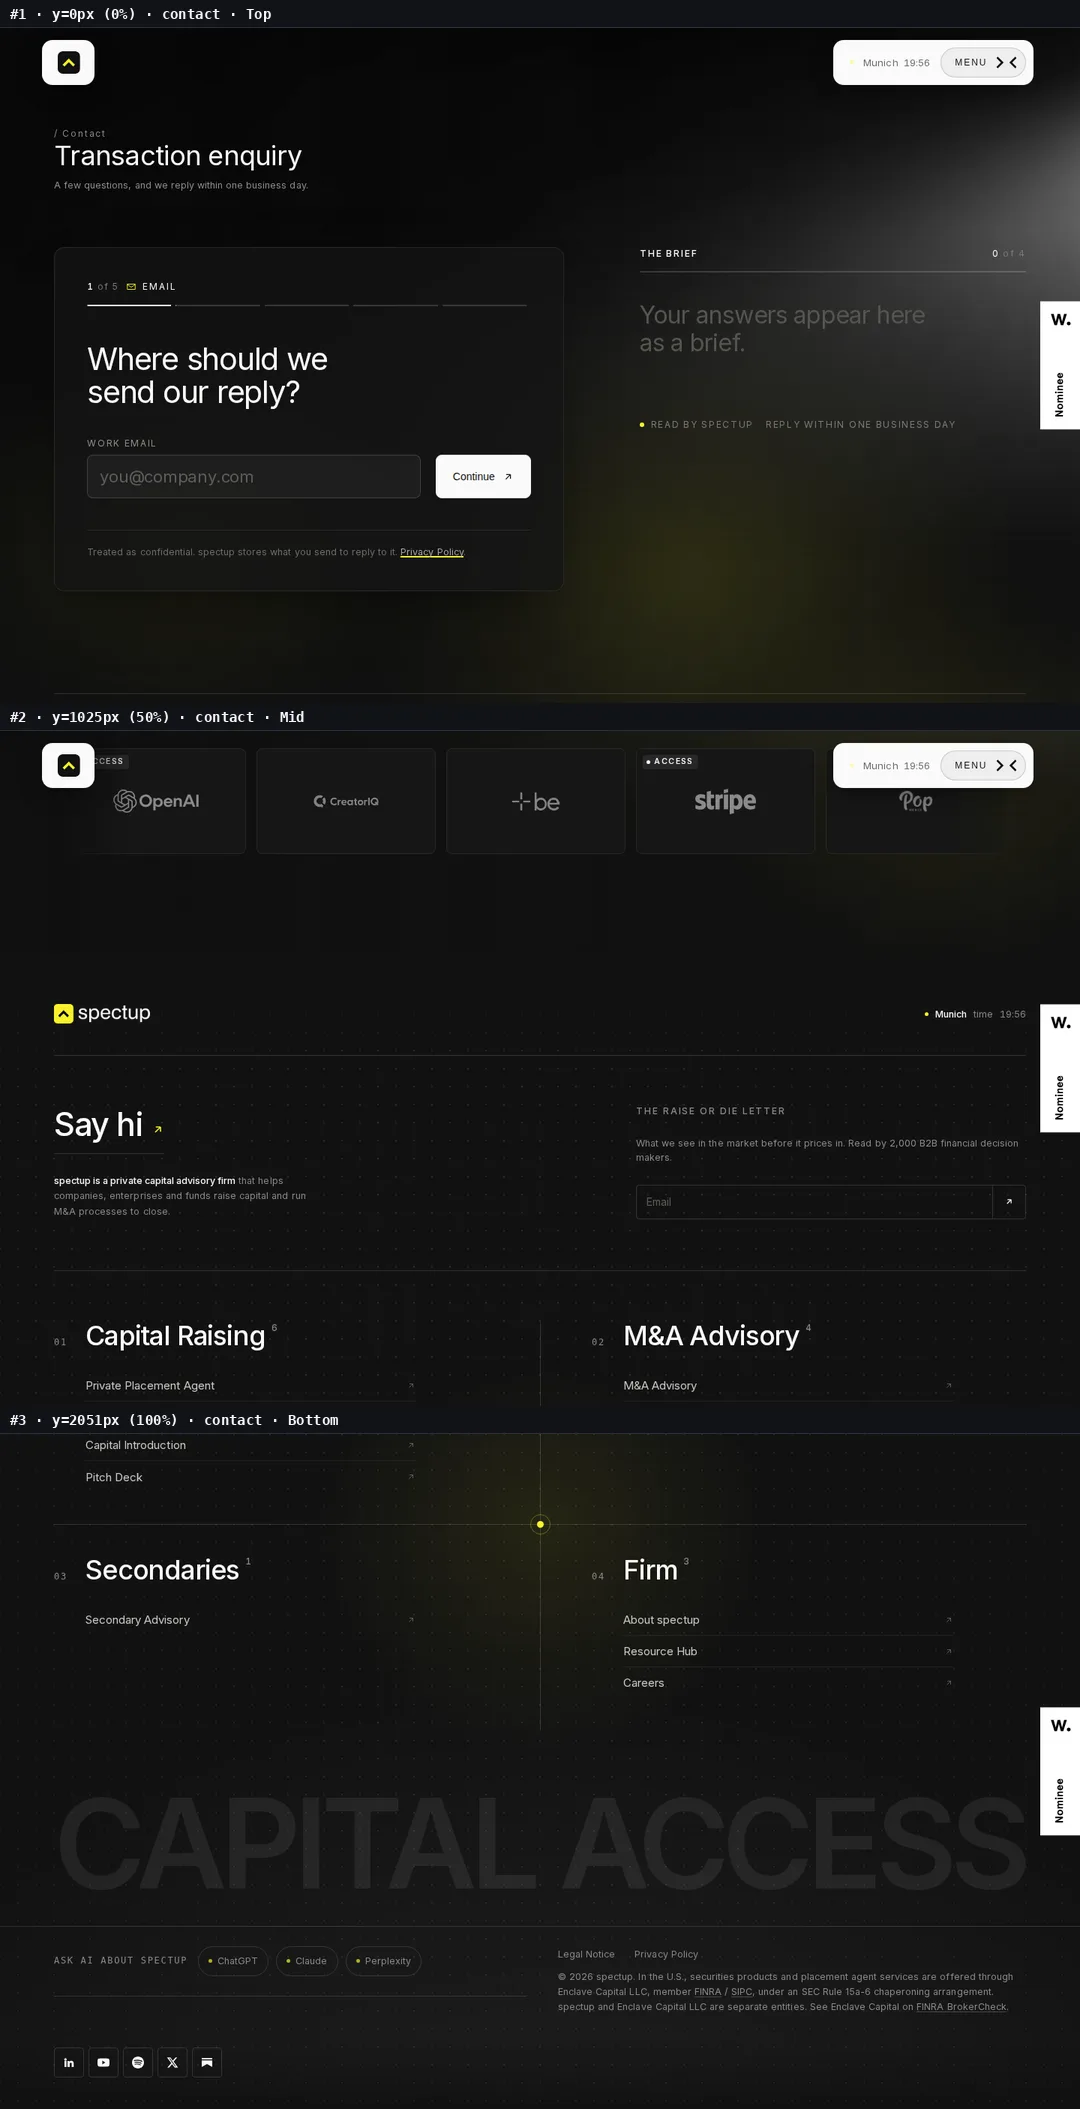 #1 · y=0px (0%) · contact · Top
Munich 19:56 MENU
/ Contact
Transaction enquiry
A few questions, and we reply within one business day.
1 of 5 EMAIL
Where should we
send our reply?
WORK EMAIL
you@company.com
Continue
Treated as confidential. spectup stores what you send to reply to it. Privacy Policy.
THE BRIEF 0 of 4
Your answers appear here
as a brief.
READ BY SPECTUP REPLY WITHIN ONE BUSINESS DAY
W.
Nominee
#2 · y=1025px (50%) · contact · Mid
CCESS
ACCESS
Munich 19:56 MENU
OpenAI
CreatorIQ
be
stripe
Pop
spectup
Munich time 19:56
W.
Nominee
Say hi
spectup is a private capital advisory firm that helps
companies, enterprises and funds raise capital and run
M&A processes to close.
THE RAISE OR DIE LETTER
What we see in the market before it prices in. Read by 2,000 B2B financial decision
makers.
Email
01 Capital Raising 6
Private Placement Agent
02 M&A Advisory 4
M&A Advisory
#3 · y=2051px (100%) · contact · Bottom
Capital Introduction
Pitch Deck
03 Secondaries 1
Secondary Advisory
04 Firm 3
About spectup
Resource Hub
Careers
W.
Nominee
CAPITAL ACCESS
ASK AI ABOUT SPECTUP ChatGPT Claude Perplexity
Legal Notice Privacy Policy
© 2026 spectup. In the U.S., securities products and placement agent services are offered through
Enclave Capital LLC, member FINRA / SIPC, under an SEC Rule 15a-6 chaperoning arrangement.
spectup and Enclave Capital LLC are separate entities. See Enclave Capital on FINRA BrokerCheck.
in